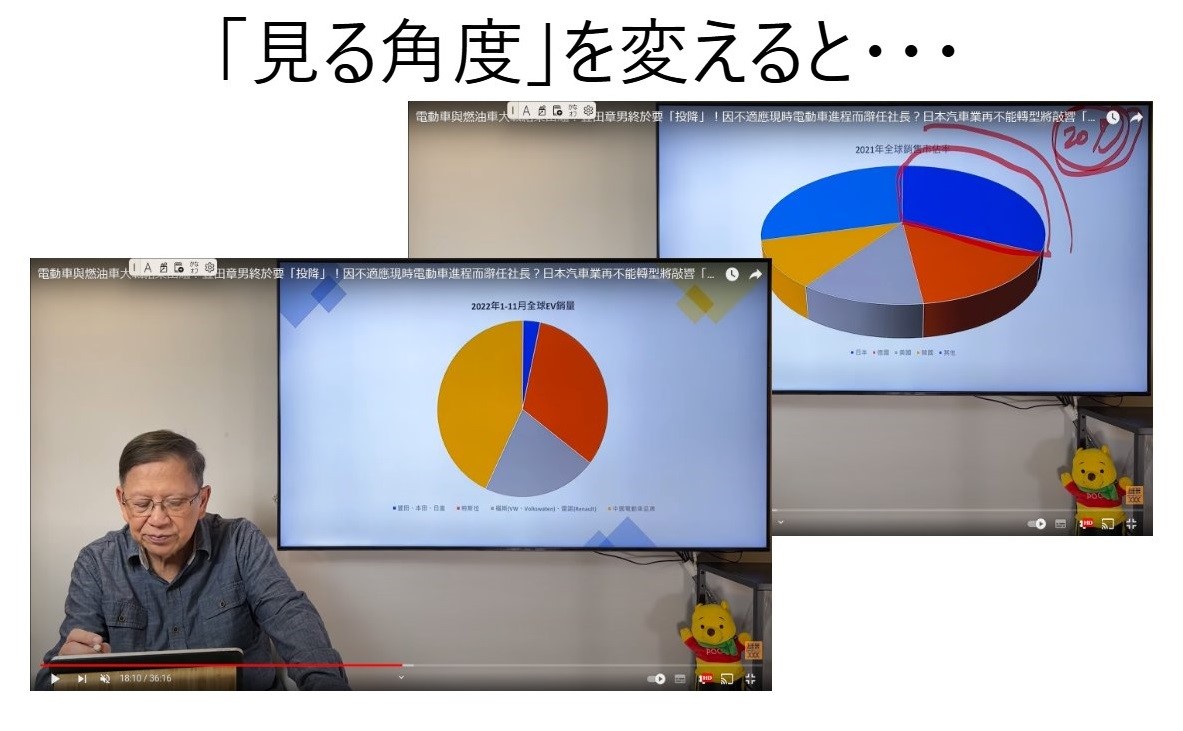 「見る角度」を変えると・・・
電動車與燃油車大
田章男終於要「投降」！因不適應現時電動車進程而辭任社長？日本汽車業再不能轉型將敲響「...
2021年全球銷售市佔率
20%
日本 德國 美國 韓國 其他
電動車與燃油車大
田章男終於要「投降」！因不適應現時電動車進程而辭任社長？日本汽車業再不能轉型將敲響「...
2022年1-11月全球EV銷量
豐田、本田、日產 特斯拉 福斯(VW、Volkswaten)、雷諾(Renault) 中國電動車品牌
POO
HD
POO
18:10 / 36:16
HD